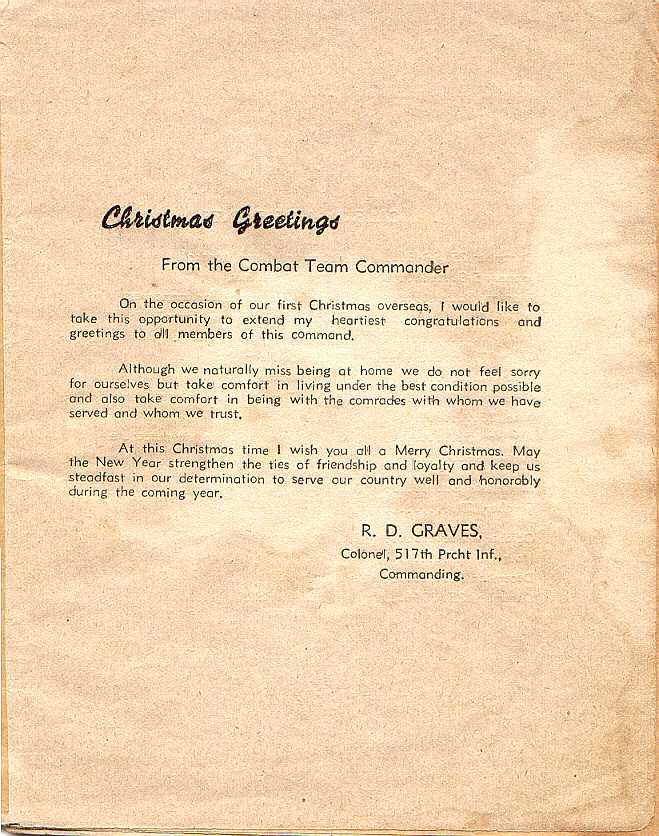 Christmas Greetings
From the Combat Team Commander
On the occasion of our first Christmas overseas, I would like to
take this opportunity to extend my heartiest congratulations and
greetings to all members of this command.
Although we naturally miss being at home we do not feel sorry
for ourselves but take comfort in living under the best condition possible
and also take comfort in being with the comrades with whom we have
served and whom we trust.
At this Christmas time I wish you all a Merry Christmas. May
the New Year strengthen the ties of friendship and loyalty and keep us
steadfast in our determination to serve our country well and honorably
during the coming year.
R. D. GRAVES,
Colonel, 517th Prcht Inf.,
Commanding.